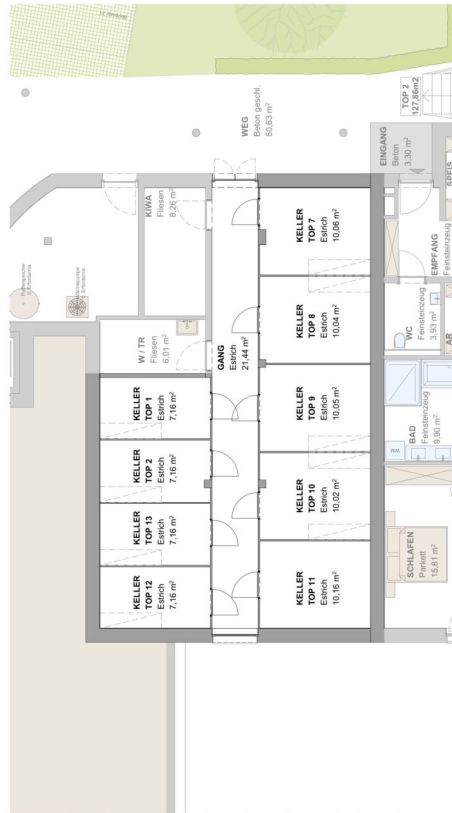 WEG
Beton geschl.
50,63 m²
TOP 2
127,86m2
EINGANG
Beton
3,30 m²
SPEIS
KIWA
Fliesen
8,26 m²
KELLER
TOP 7
Estrich
10,06 m²
EMPFANG
Feinsteinzeug
W / TR
Fliesen
6,01 m²
GANG
Estrich
21,44 m²
KELLER
TOP 8
Estrich
10,04 m²
WC
Feinsteinzeug
3,93 m²
AR
KELLER
TOP 1
Estrich
7,16 m²
KELLER
TOP 9
Estrich
10,05 m²
BAD
Feinsteinzeug
9,90 m²
KELLER
TOP 2
Estrich
7,16 m²
KELLER
TOP 10
Estrich
10,02 m²
KELLER
TOP 13
Estrich
7,16 m²
SCHLAFEN
Parkett
15,81 m²
KELLER
TOP 12
Estrich
7,16 m²
KELLER
TOP 11
Estrich
10,16 m²